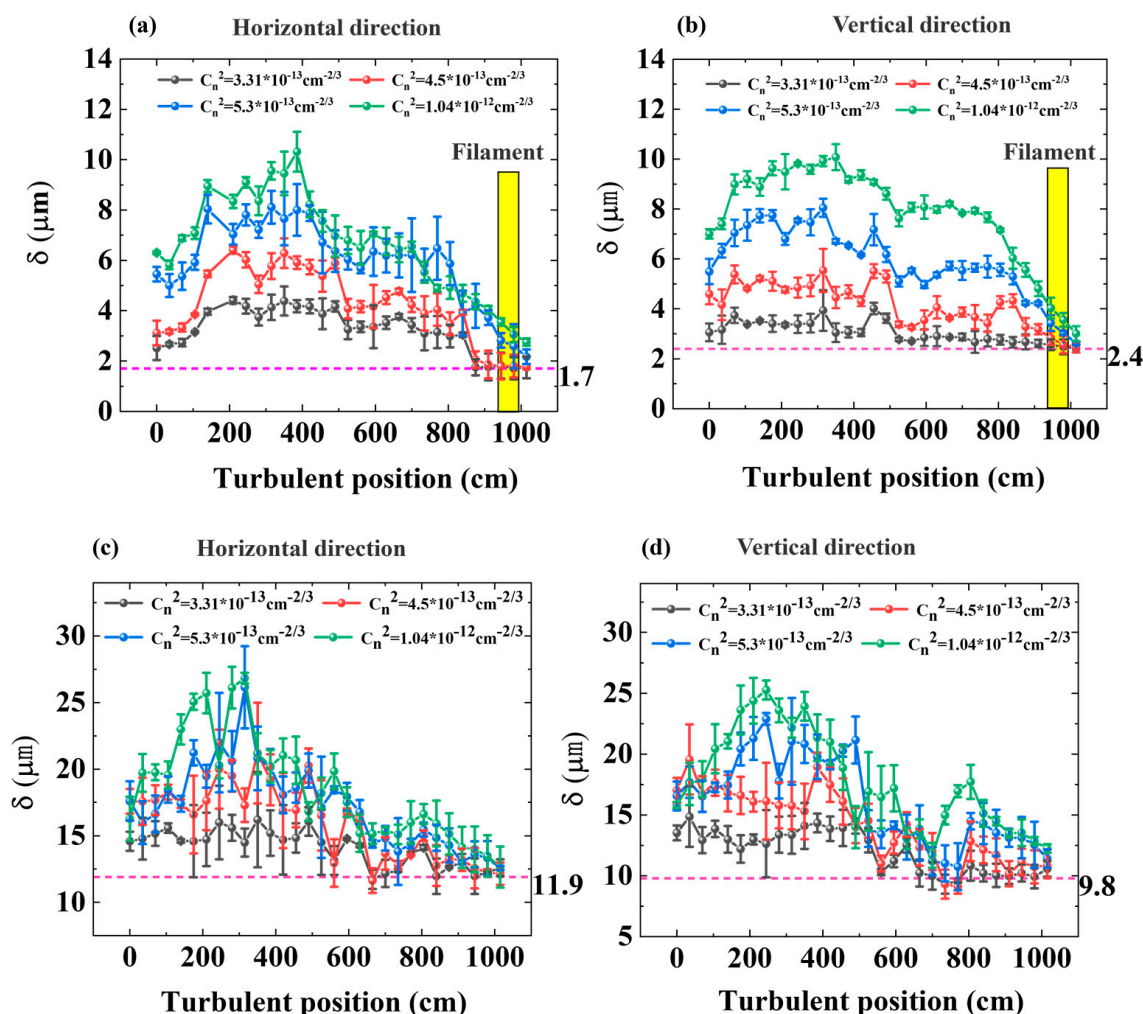 (a) Horizontal direction
C_n^2=3.31*10^-13cm^-2/3 C_n^2=4.5*10^-13cm^-2/3
C_n^2=5.3*10^-13cm^-2/3 C_n^2=1.04*10^-12cm^-2/3
Filament
δ (μm)
14
12
10
8
6
4
2
0
1.7
0 200 400 600 800 1000
Turbulent position (cm)
(b) Vertical direction
C_n^2=3.31*10^-13cm^-2/3 C_n^2=4.5*10^-13cm^-2/3
C_n^2=5.3*10^-13cm^-2/3 C_n^2=1.04*10^-12cm^-2/3
Filament
δ (μm)
14
12
10
8
6
4
2
0
2.4
0 200 400 600 800 1000
Turbulent position (cm)
(c) Horizontal direction
C_n^2=3.31*10^-13cm^-2/3 C_n^2=4.5*10^-13cm^-2/3
C_n^2=5.3*10^-13cm^-2/3 C_n^2=1.04*10^-12cm^-2/3
δ (μm)
30
25
20
15
10
11.9
0 200 400 600 800 1000
Turbulent position (cm)
(d) Vertical direction
C_n^2=3.31*10^-13cm^-2/3 C_n^2=4.5*10^-13cm^-2/3
C_n^2=5.3*10^-13cm^-2/3 C_n^2=1.04*10^-12cm^-2/3
δ (μm)
30
25
20
15
10
5
9.8
0 200 400 600 800 1000
Turbulent position (cm)